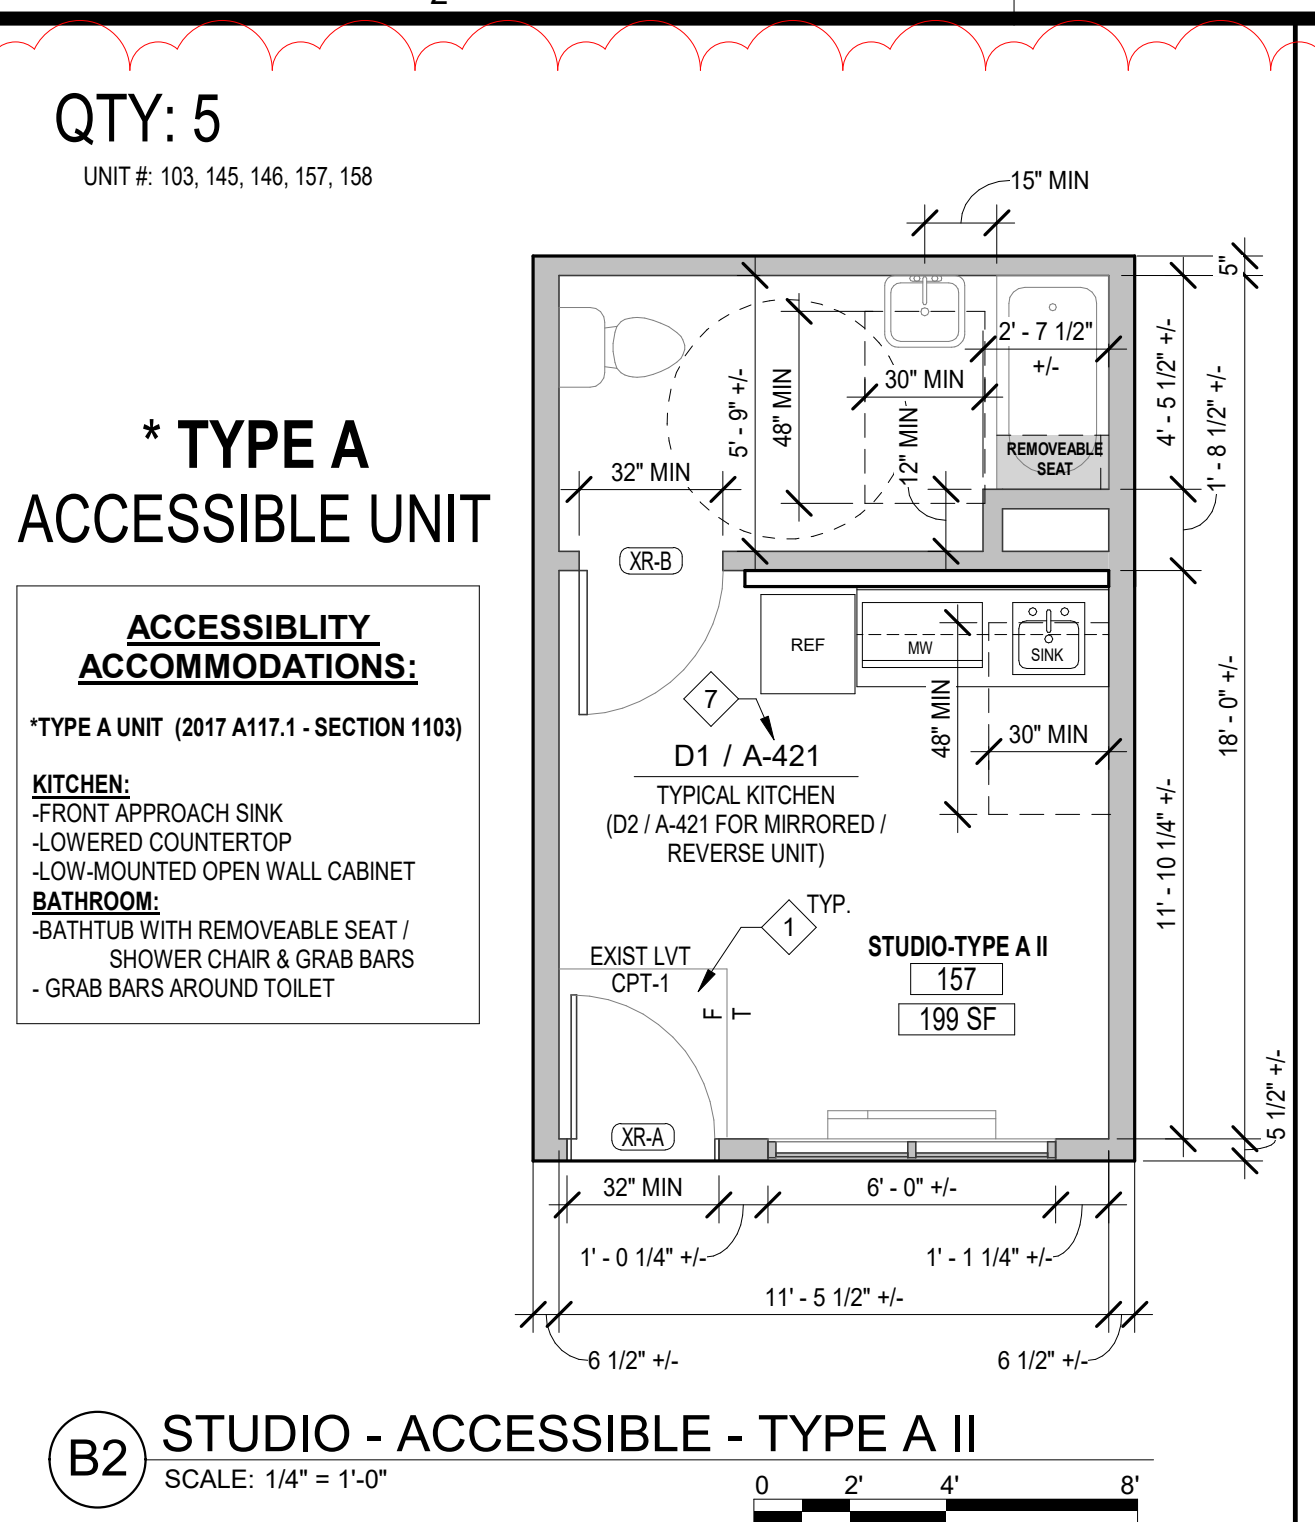 QTY: 5
UNIT #: 103, 145, 146, 157, 158
* TYPE A
ACCESSIBLE UNIT
ACCESSIBLITY
ACCOMMODATIONS:
*TYPE A UNIT (2017 A117.1 - SECTION 1103)
KITCHEN:
-FRONT APPROACH SINK
-LOWERED COUNTERTOP
-LOW-MOUNTED OPEN WALL CABINET
BATHROOM:
-BATHTUB WITH REMOVEABLE SEAT /
SHOWER CHAIR & GRAB BARS
- GRAB BARS AROUND TOILET
15" MIN
5"
2' - 7 1/2"
+/-
30" MIN
48" MIN
5' - 9" +/-
12" MIN
32" MIN
REMOVEABLE
SEAT
4' - 5 1/2" +/-
1' - 8 1/2" +/-
XR-B
REF
MW
SINK
7
48" MIN
30" MIN
18' - 0" +/-
11' - 10 1/4" +/-
D1 / A-421
TYPICAL KITCHEN
(D2 / A-421 FOR MIRRORED /
REVERSE UNIT)
TYP.
1
EXIST LVT
CPT-1
F
T
STUDIO-TYPE A II
157
199 SF
XR-A
5 1/2" +/-
32" MIN
6' - 0" +/-
1' - 0 1/4" +/-
1' - 1 1/4" +/-
11' - 5 1/2" +/-
6 1/2" +/-
6 1/2" +/-
B2
STUDIO - ACCESSIBLE - TYPE A II
SCALE: 1/4" = 1'-0"
0 2' 4' 8'